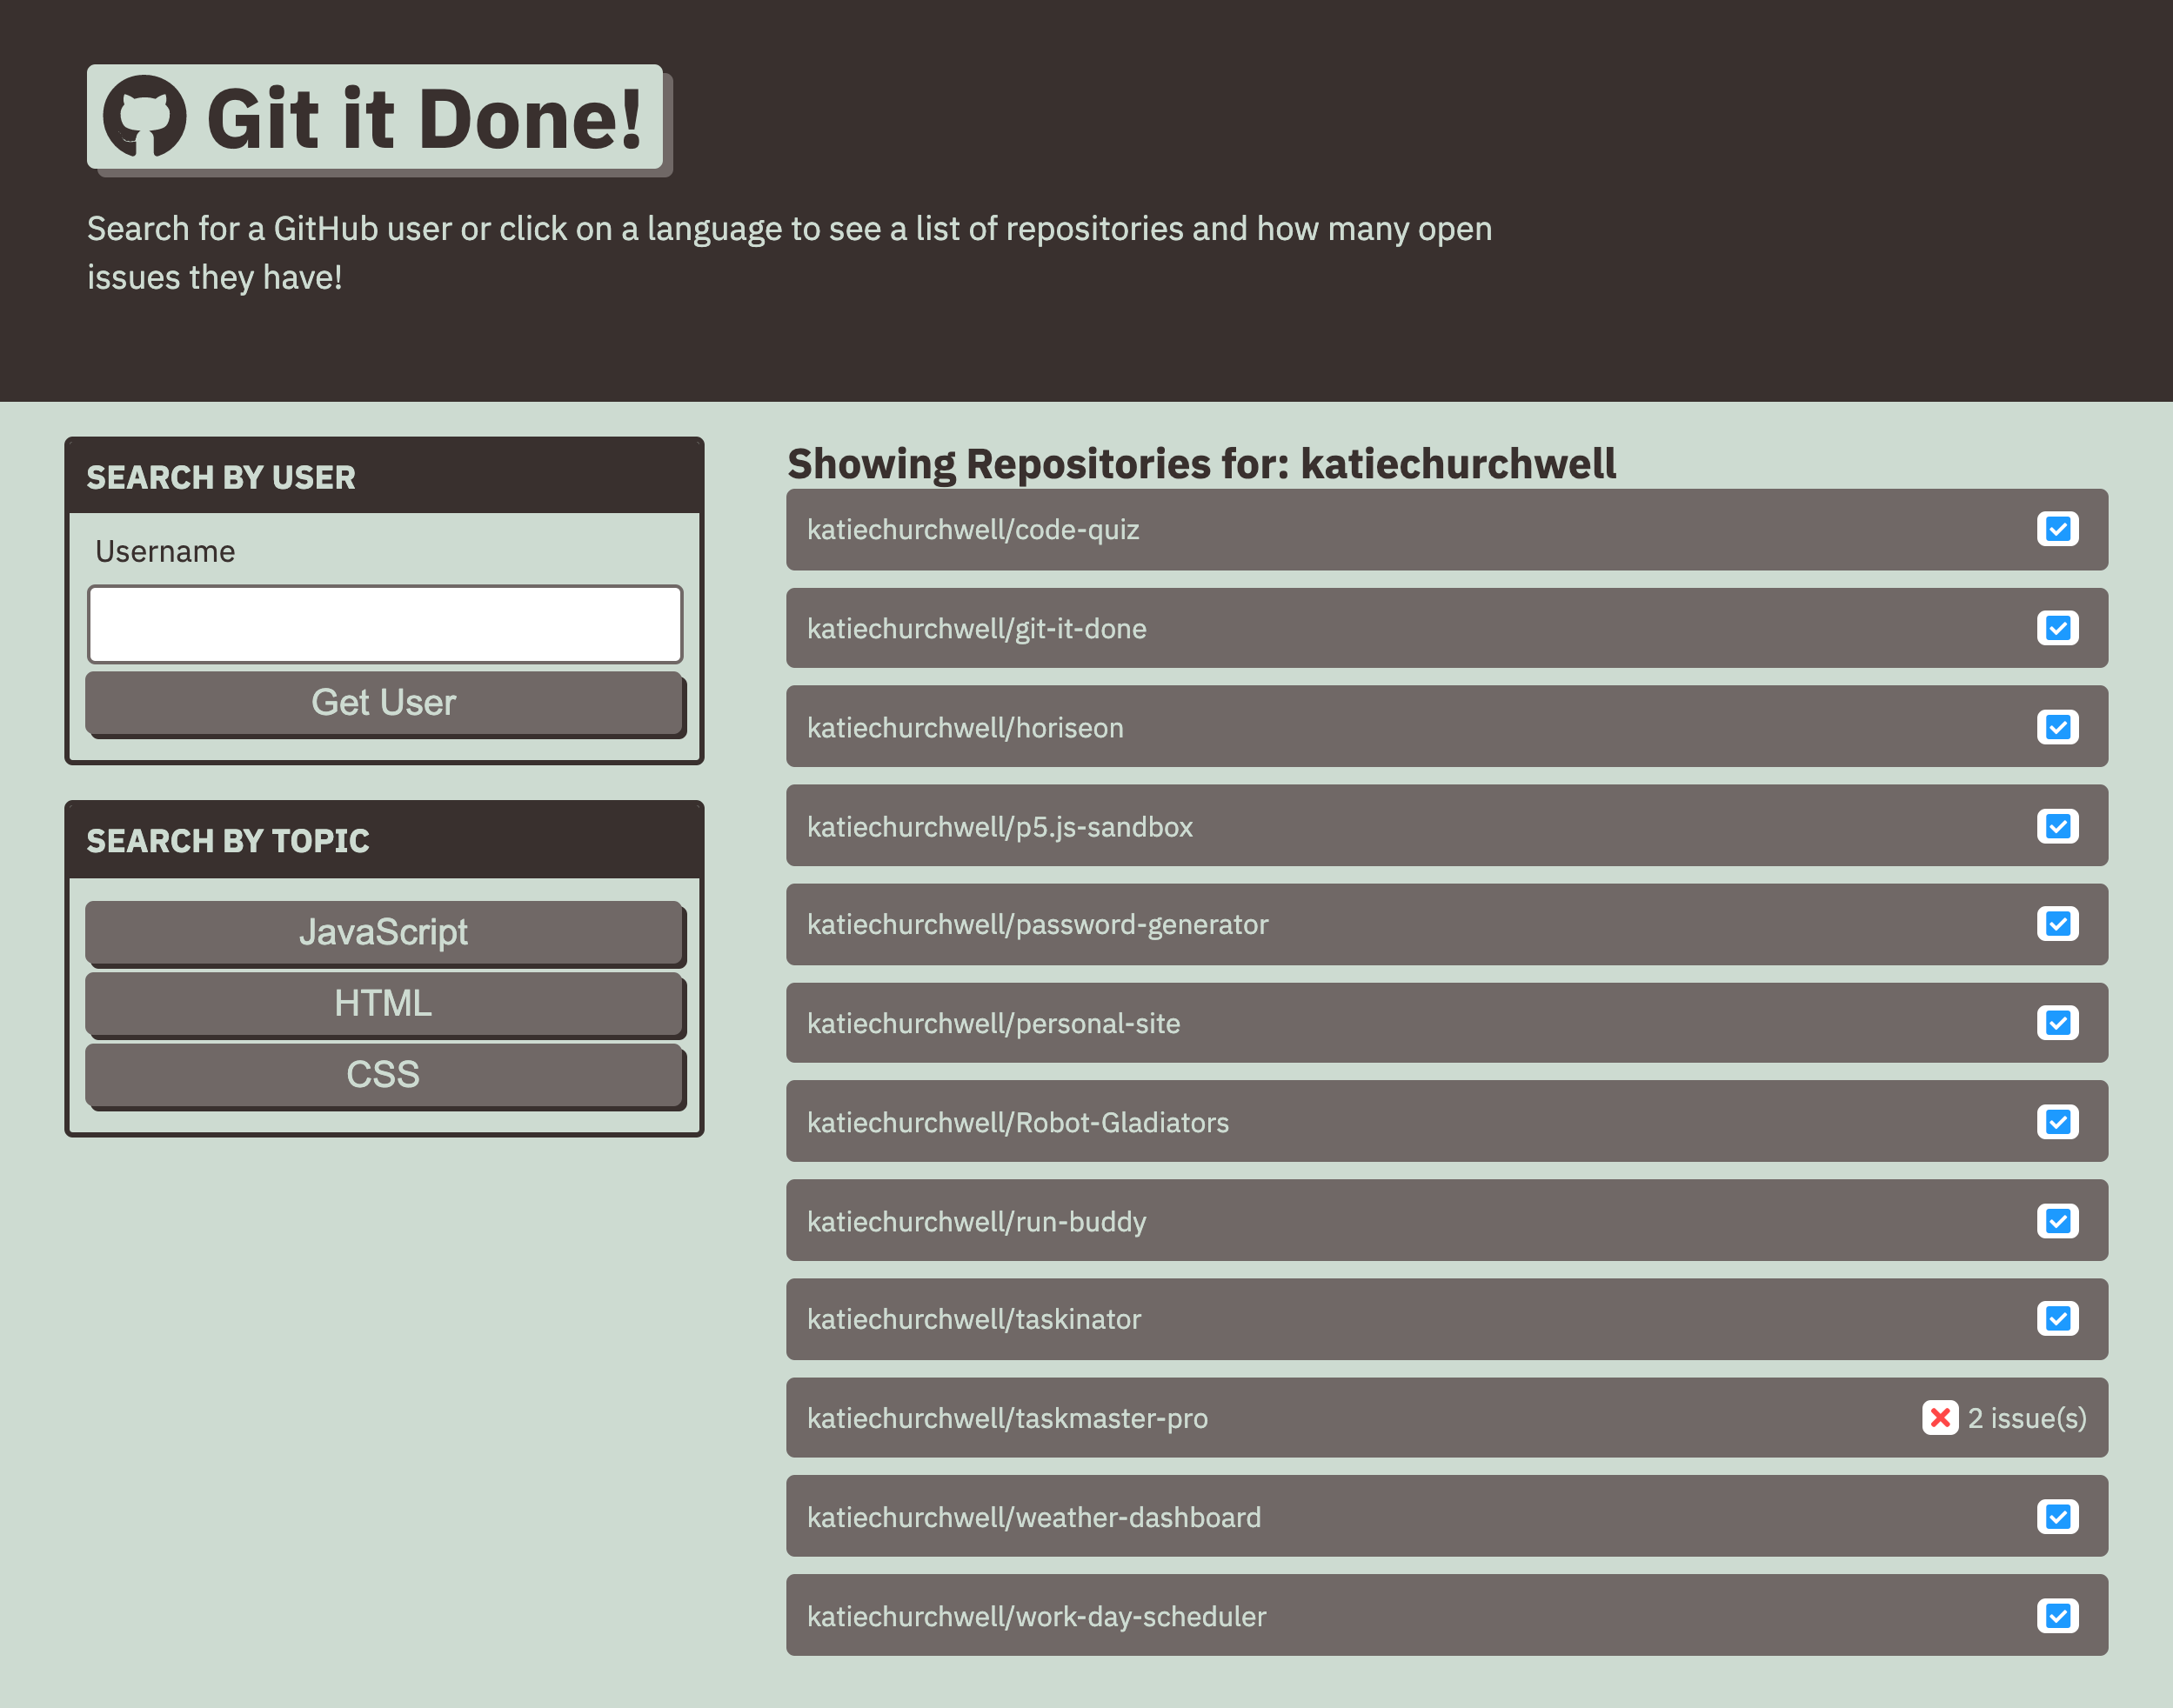 Git it Done!
Search for a GitHub user or click on a language to see a list of repositories and how many open
issues they have!
SEARCH BY USER
Username
Get User
SEARCH BY TOPIC
JavaScript
HTML
CSS
Showing Repositories for: katiechurchwell
katiechurchwell/code-quiz
katiechurchwell/git-it-done
katiechurchwell/horiseon
katiechurchwell/p5.js-sandbox
katiechurchwell/password-generator
katiechurchwell/personal-site
katiechurchwell/Robot-Gladiators
katiechurchwell/run-buddy
katiechurchwell/taskinator
katiechurchwell/taskmaster-pro 2 issue(s)
katiechurchwell/weather-dashboard
katiechurchwell/work-day-scheduler